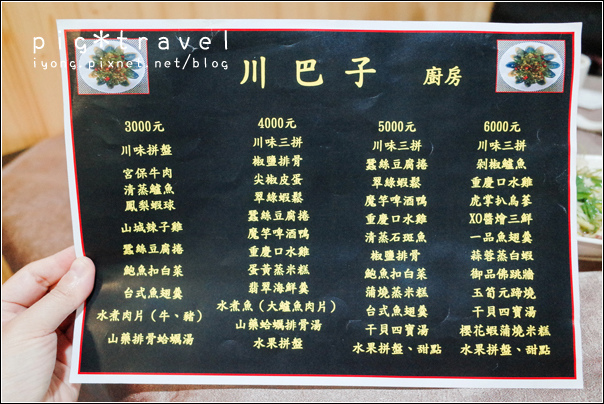 pig*travel
iyong.pixnet.net/blog
川巴子 廚房
3000元
川味拼盤
宮保牛肉
清蒸鱸魚
鳳梨蝦球
山城辣子雞
蠶絲豆腐捲
鮑魚扣白菜
台式魚翅羹
水煮肉片（牛、豬）
山藥排骨蛤蠣湯
4000元
川味三拼
椒鹽排骨
尖椒皮蛋
翠綠蝦鬆
蠶絲豆腐捲
魔芋啤酒鴨
重慶口水雞
蛋黃蒸米糕
翡翠海鮮羹
水煮魚（大鱸魚肉片）
山藥蛤蠣排骨湯
水果拼盤
5000元
川味三拼
蠶絲豆腐捲
翠綠蝦鬆
魔芋啤酒鴨
重慶口水雞
清蒸石斑魚
椒鹽排骨
鮑魚扣白菜
蒲燒蒸米糕
台式魚翅羹
干貝四寶湯
水果拼盤、甜點
6000元
川味三拼
剁椒鱸魚
重慶口水雞
虎掌扒烏蔘
XO醬燴三鮮
一品魚翅羹
蒜蓉蒸白蝦
御品佛跳牆
玉筍元蹄燒
干貝四寶湯
櫻花蝦蒲燒米糕
水果拼盤、甜點